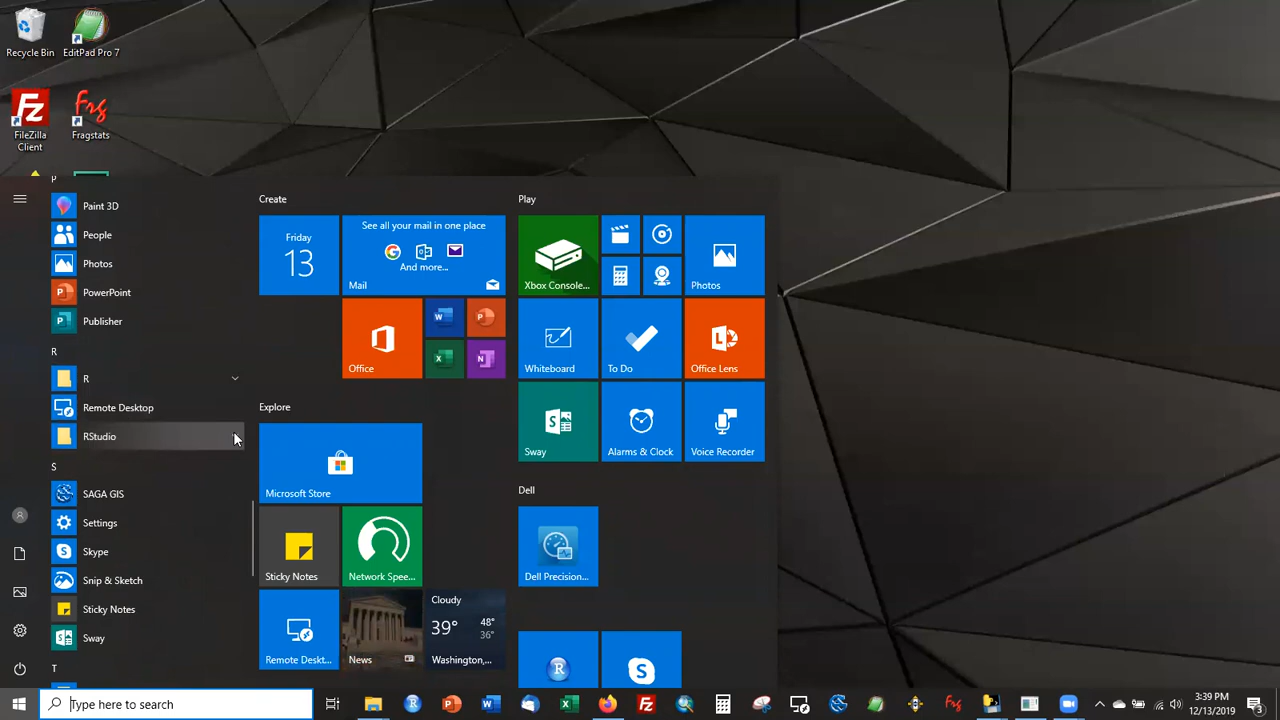 Recycle Bin
EditPad Pro 7
FileZilla
Client
Frg
Fragstats
P
Paint 3D
People
Photos
PowerPoint
Publisher
R
R
Remote Desktop
RStudio
S
SAGA GIS
Settings
Skype
Snip & Sketch
Sticky Notes
Sway
T
Create
Friday
13
See all your mail in one place
And more...
Mail
Office
Explore
Microsoft Store
Sticky Notes
Network Spee...
Remote Deskt...
News
Cloudy
39° 48°
36°
Washington,...
Play
Xbox Console...
Photos
Whiteboard
To Do
Office Lens
Sway
Alarms & Clock
Voice Recorder
Dell
Dell Precision...
Type here to search
3:39 PM
12/13/2019